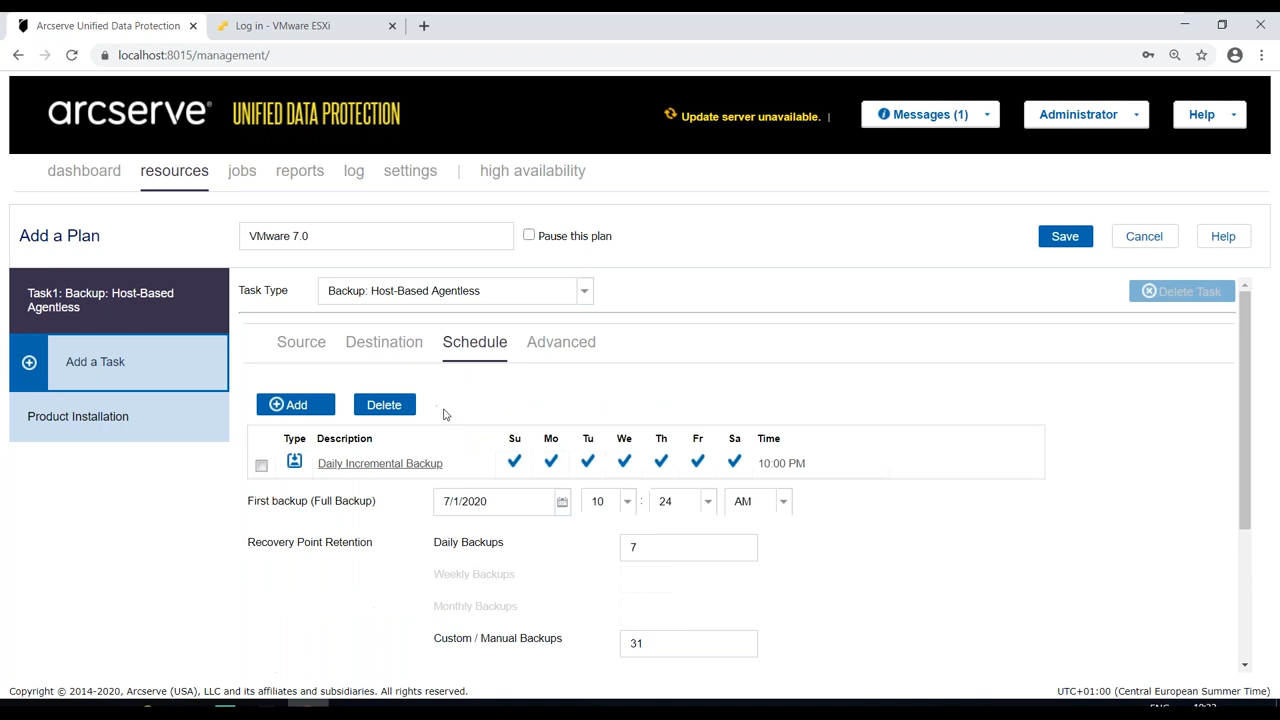 Arcserve Unified Data Protection
Log in - VMware ESXi
localhost:8015/management/
arcserve® UNIFIED DATA PROTECTION
Update server unavailable. |
Messages (1)
Administrator
Help
dashboard resources jobs reports log settings | high availability
Add a Plan
VMware 7.0
Pause this plan
Save
Cancel
Help
Task1: Backup: Host-Based
Agentless
Add a Task
Product Installation
Task Type
Backup: Host-Based Agentless
Delete Task
Source Destination Schedule Advanced
Add
Delete
Type Description Su Mo Tu We Th Fr Sa Time
Daily Incremental Backup 10:00 PM
First backup (Full Backup) 7/1/2020 10 : 24 AM
Recovery Point Retention Daily Backups 7
Weekly Backups
Monthly Backups
Custom / Manual Backups 31
Copyright © 2014-2020, Arcserve (USA), LLC and its affiliates and subsidiaries. All rights reserved.
UTC+01:00 (Central European Summer Time)